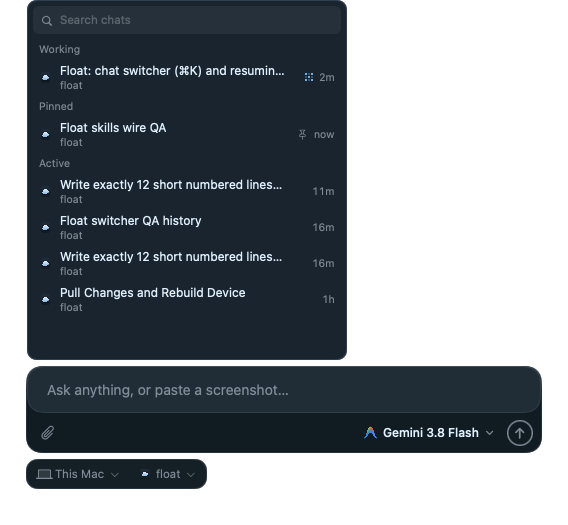 Search chats
Working
Float: chat switcher (⌘K) and resumin...
2m
float
Pinned
Float skills wire QA
now
float
Active
Write exactly 12 short numbered lines...
11m
float
Float switcher QA history
16m
float
Write exactly 12 short numbered lines...
16m
float
Pull Changes and Rebuild Device
1h
float
Ask anything, or paste a screenshot...
Gemini 3.8 Flash
This Mac
float